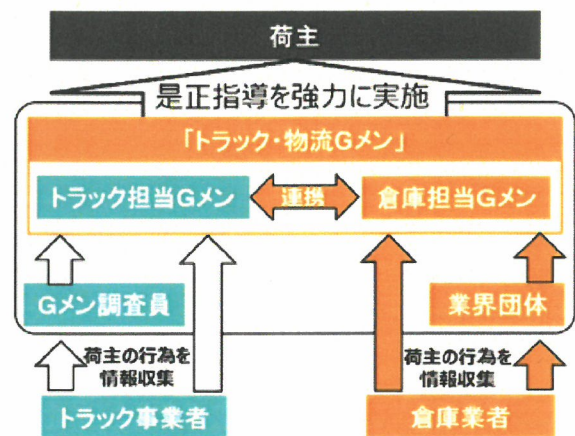 荷主
是正指導を強力に実施
「トラック・物流Gメン」
トラック担当Gメン
連携
倉庫担当Gメン
Gメン調査員
業界団体
荷主の行為を
情報収集
荷主の行為を
情報収集
トラック事業者
倉庫業者